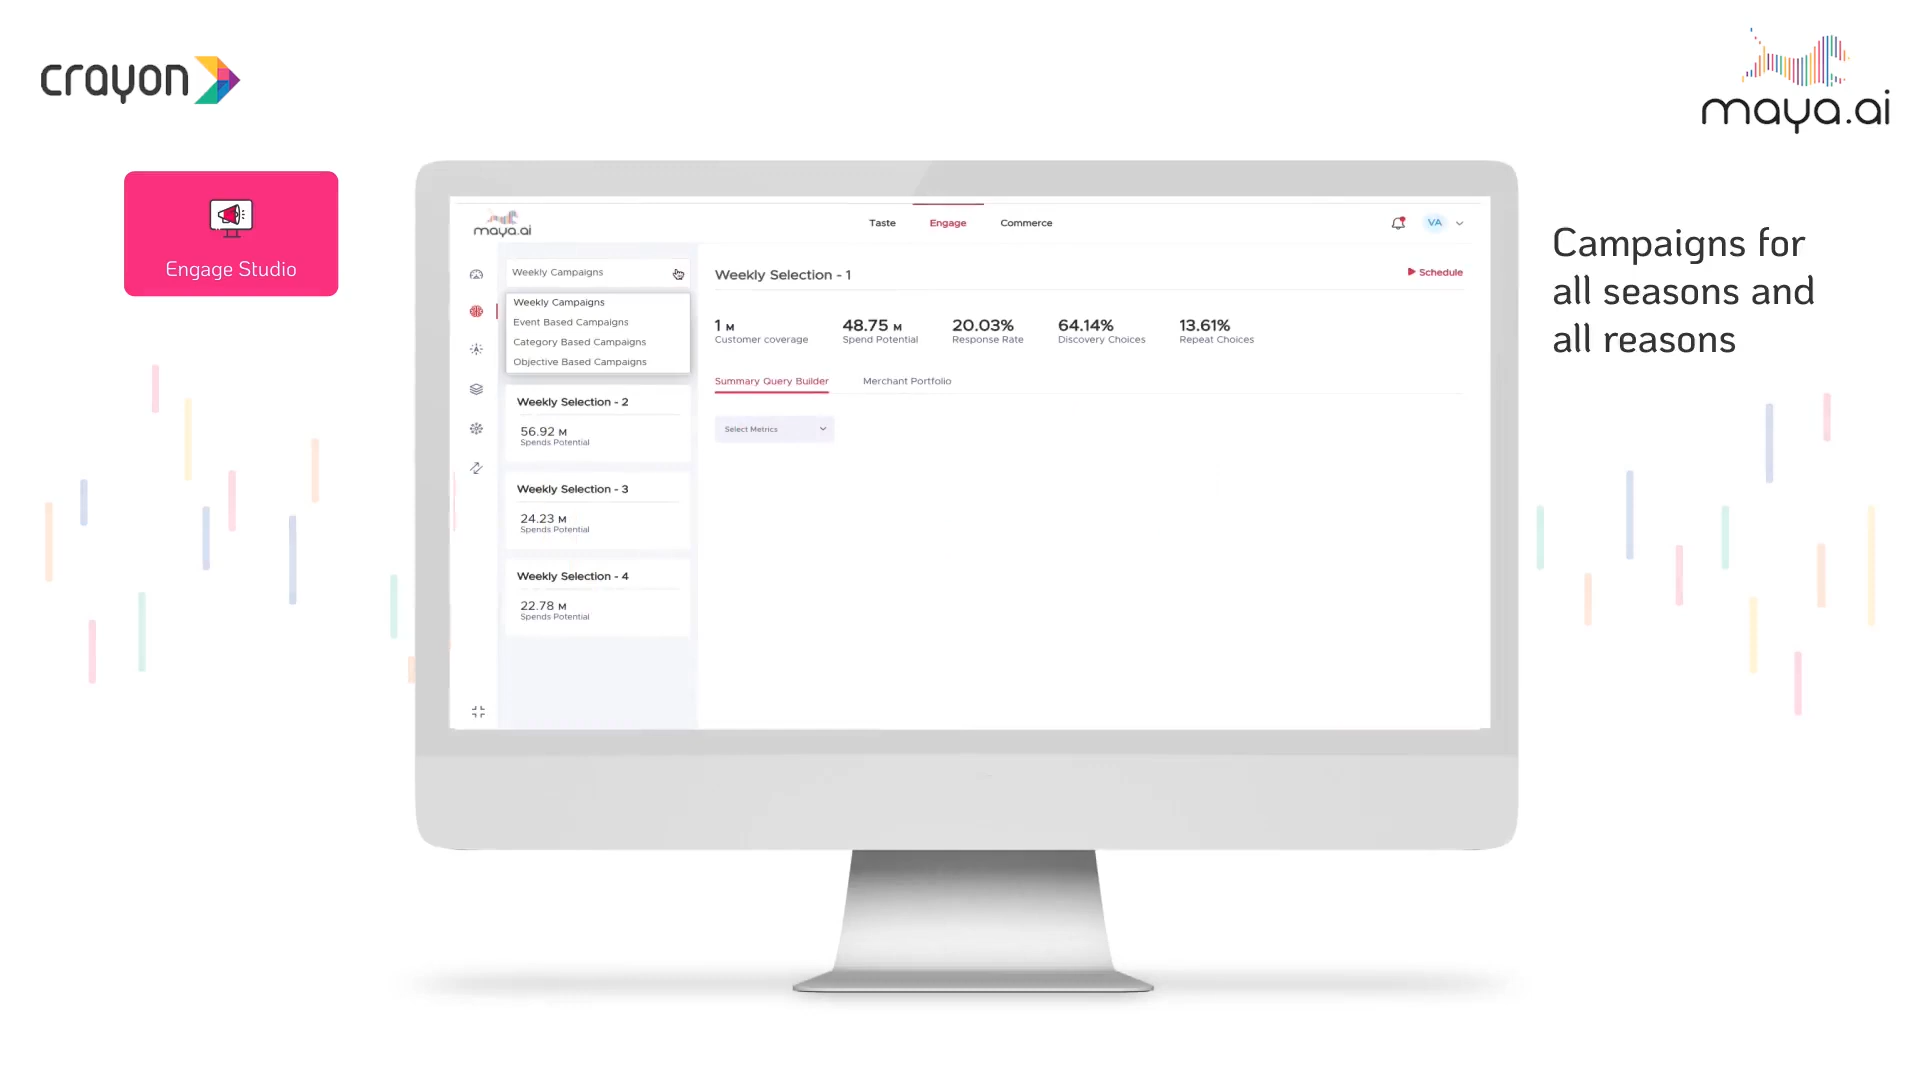 crayon
maya.ai
Engage Studio
Campaigns for
all seasons and
all reasons
maya.ai
Taste
Engage
Commerce
VA
Weekly Campaigns
Weekly Campaigns
Event Based Campaigns
Category Based Campaigns
Objective Based Campaigns
Weekly Selection - 2
56.92 M
Spends Potential
Weekly Selection - 3
24.23 M
Spends Potential
Weekly Selection - 4
22.78 M
Spends Potential
Weekly Selection - 1
Schedule
1 M
Customer coverage
48.75 M
Spend Potential
20.03%
Response Rate
64.14%
Discovery Choices
13.61%
Repeat Choices
Summary Query Builder
Merchant Portfolio
Select Metrics